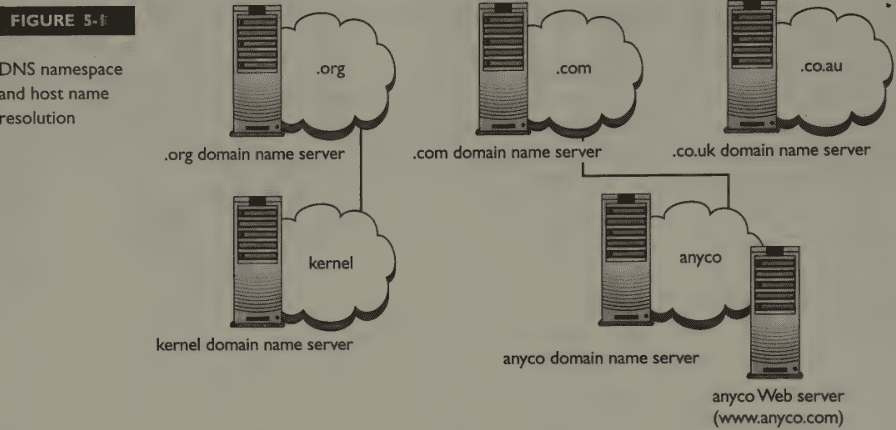 FIGURE 5-1
DNS namespace
and host name
resolution
.org
.com
.co.au
.org domain name server
.com domain name server
.co.uk domain name server
kernel
anyco
kernel domain name server
anyco domain name server
anyco Web server
(www.anyco.com)